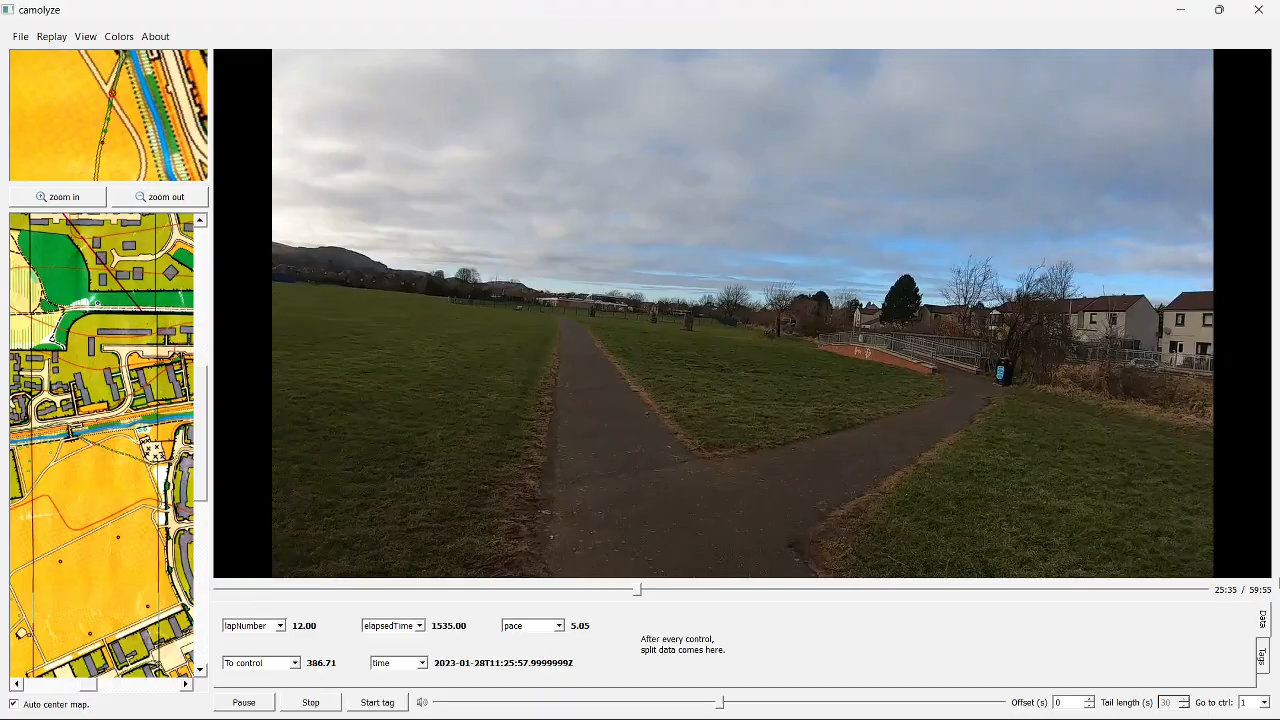 camolyze
File Replay View Colors About
zoom in
zoom out
25:35 / 59:55
lapNumber 12.00 elapsedTime 1535.00 pace 5.05
To control 386.71 time 2023-01-28T11:25:57.9999999Z
After every control,
split data comes here.
Data
Tags
Auto center map.
Pause Stop Start tag Offset (s) 0 Tail length (s) 30 Go to ctrl: 1